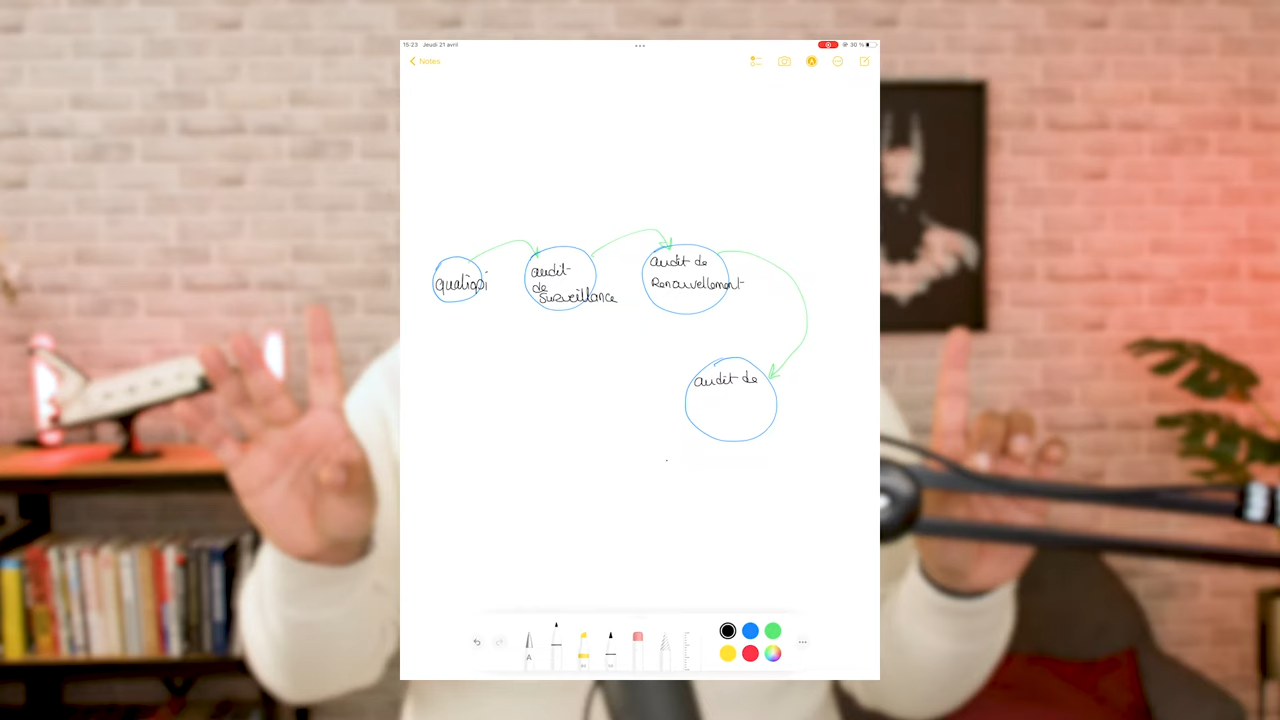 15:23 Jeudi 21 avril
30 %
Notes
qualiopi
audit
de
surveillance
audit de
Renouvellement
audit de
A